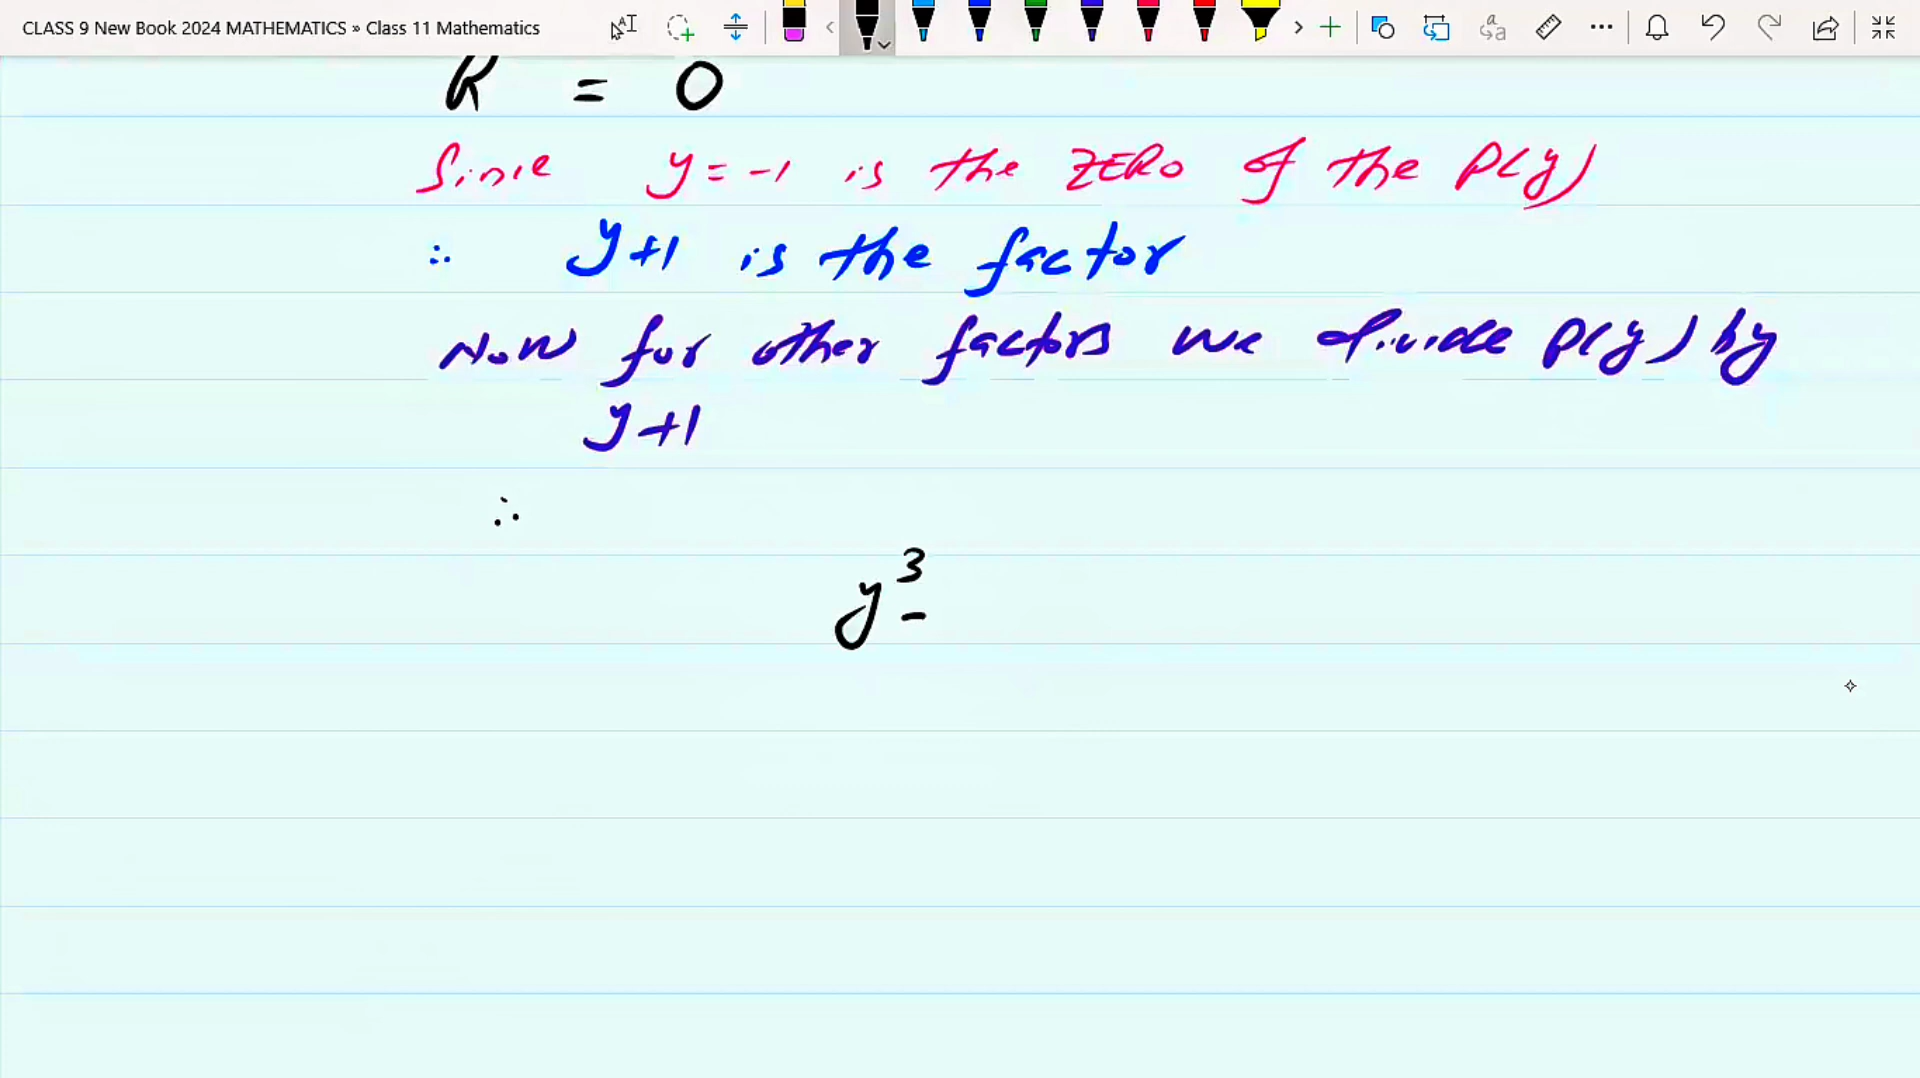 CLASS 9 New Book 2024 MATHEMATICS » Class 11 Mathematics
R = 0
Since y = -1 is the ZERO of the P(y)
∴ y+1 is the factor
Now for other factors we divide P(y) by
y+1
∴
y³ -